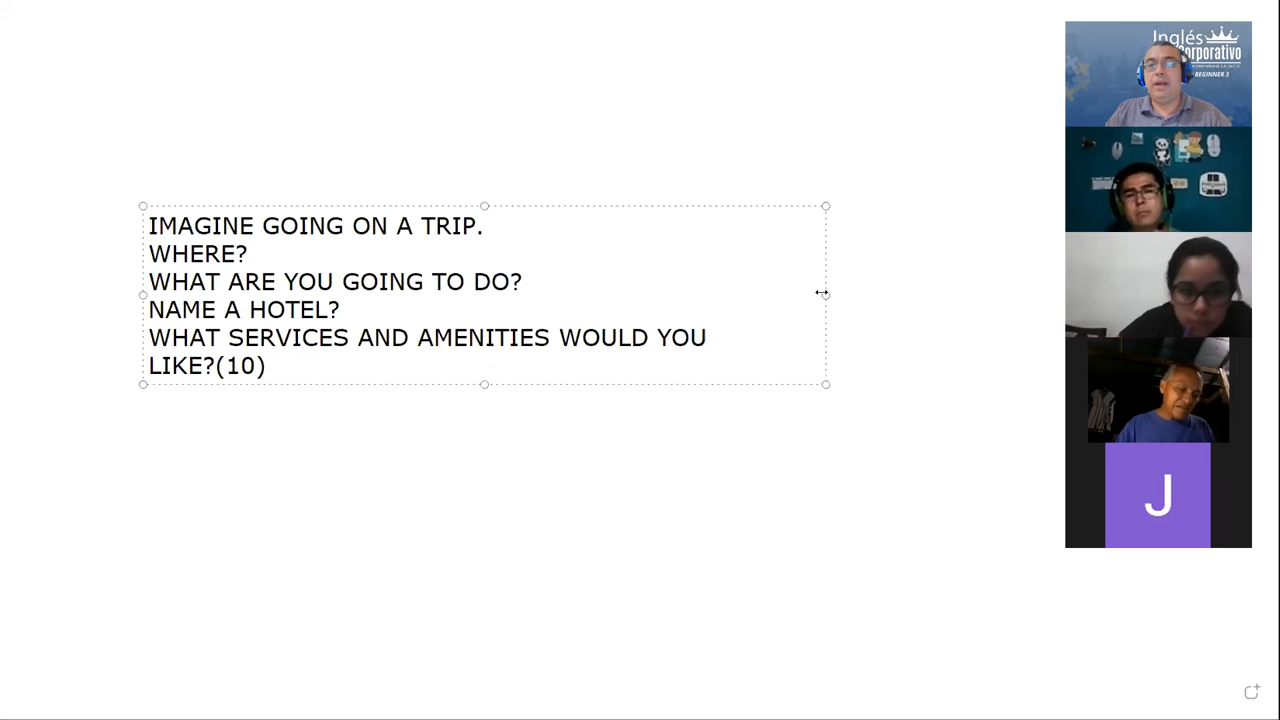 IMAGINE GOING ON A TRIP.
WHERE?
WHAT ARE YOU GOING TO DO?
NAME A HOTEL?
WHAT SERVICES AND AMENITIES WOULD YOU
LIKE?(10)
Inglés
Corporativo
BEGINNER 3
J